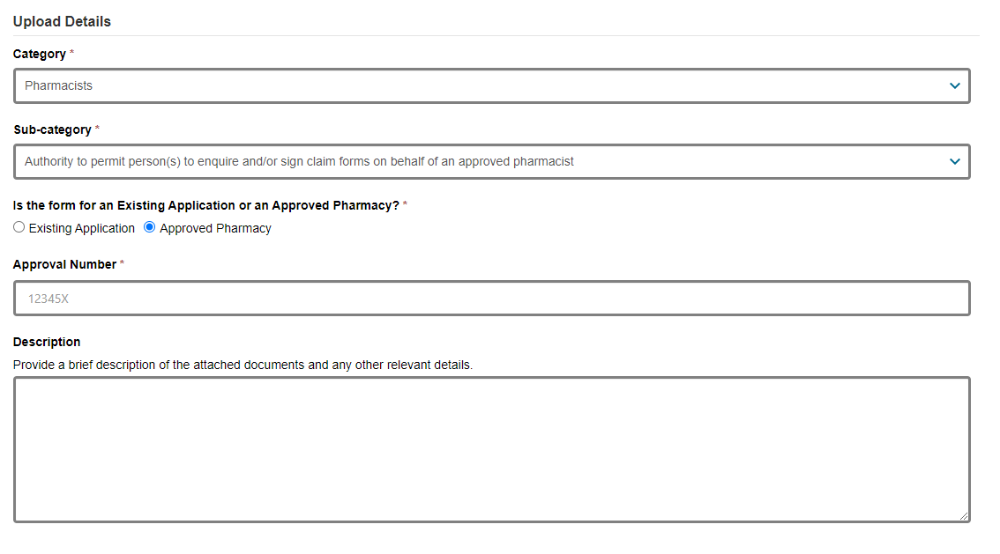 Upload Details
Category *
Pharmacists
Sub-category *
Authority to permit person(s) to enquire and/or sign claim forms on behalf of an approved pharmacist
Is the form for an Existing Application or an Approved Pharmacy? *
Existing Application Approved Pharmacy
Approval Number *
12345X
Description
Provide a brief description of the attached documents and any other relevant details.